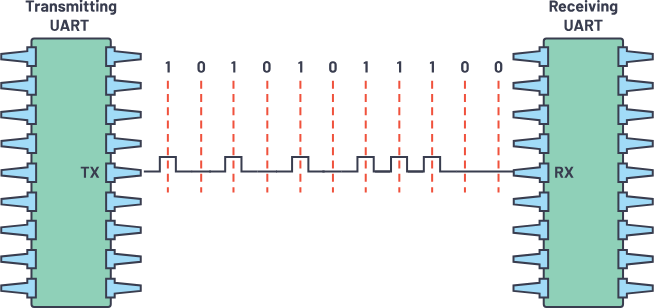 Transmitting
UART
Receiving
UART
1 0 1 0 1 0 1 1 1 0 0
TX
RX